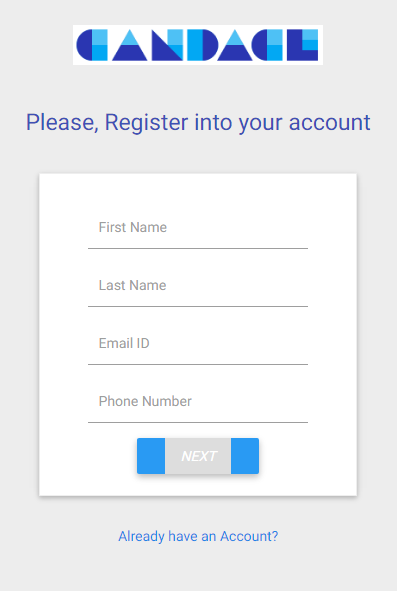 CANDACE
Please, Register into your account
First Name
Last Name
Email ID
Phone Number
NEXT
Already have an Account?